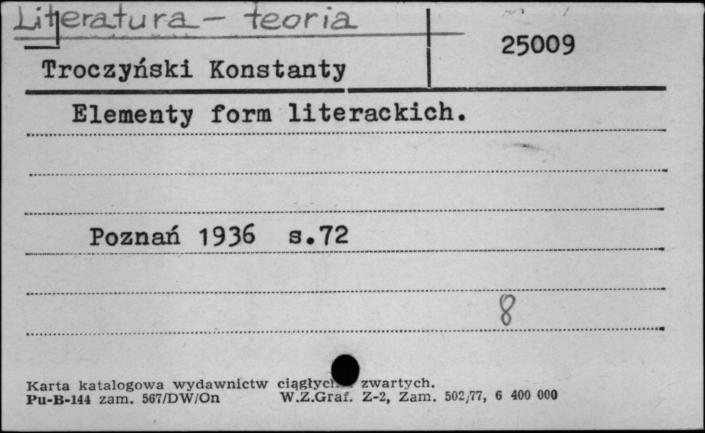 Literatura - teoria
25009
Troczyński Konstanty
Elementy form literackich.
Poznań 1936 s.72
8
Karta katalogowa wydawnictw zwartych.
Pu-B-144 zam. 567/DW/On W.Z.Graf. Z-2, Zam. 502/77, 6 400 000